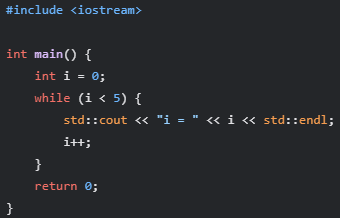 #include <iostream>

int main() {
    int i = 0;
    while (i < 5) {
        std::cout << "i = " << i << std::endl;
        i++;
    }
    return 0;
}